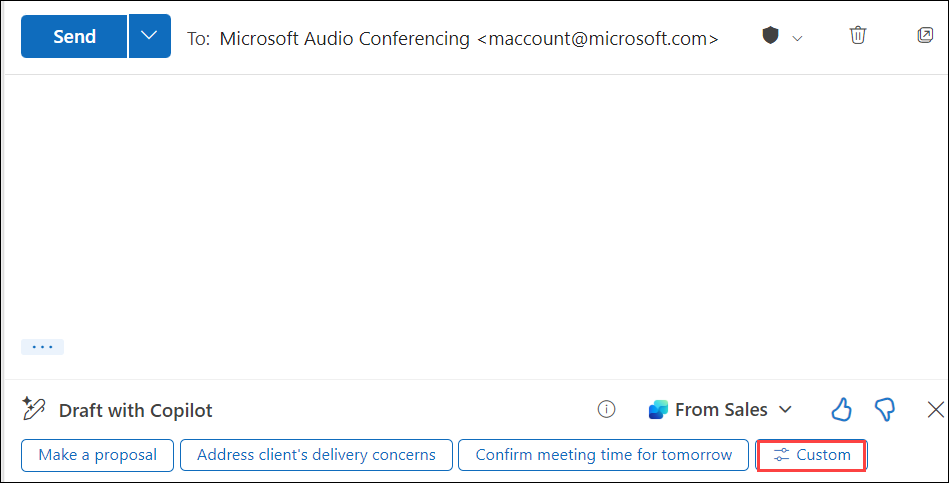 Send
To: Microsoft Audio Conferencing <maccount@microsoft.com>
...
Draft with Copilot
From Sales
Make a proposal
Address client's delivery concerns
Confirm meeting time for tomorrow
Custom